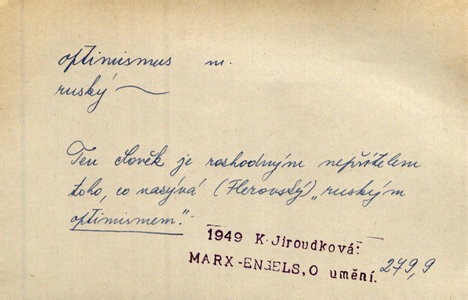 optimismus m.
ruský ~
Ten člověk je rozhodným nepřítelem
toho, co nazývá (Flerovský) „ruským
optimismem."
1949 K. Jiroudková:
MARX-ENGELS, O umění.
279,9